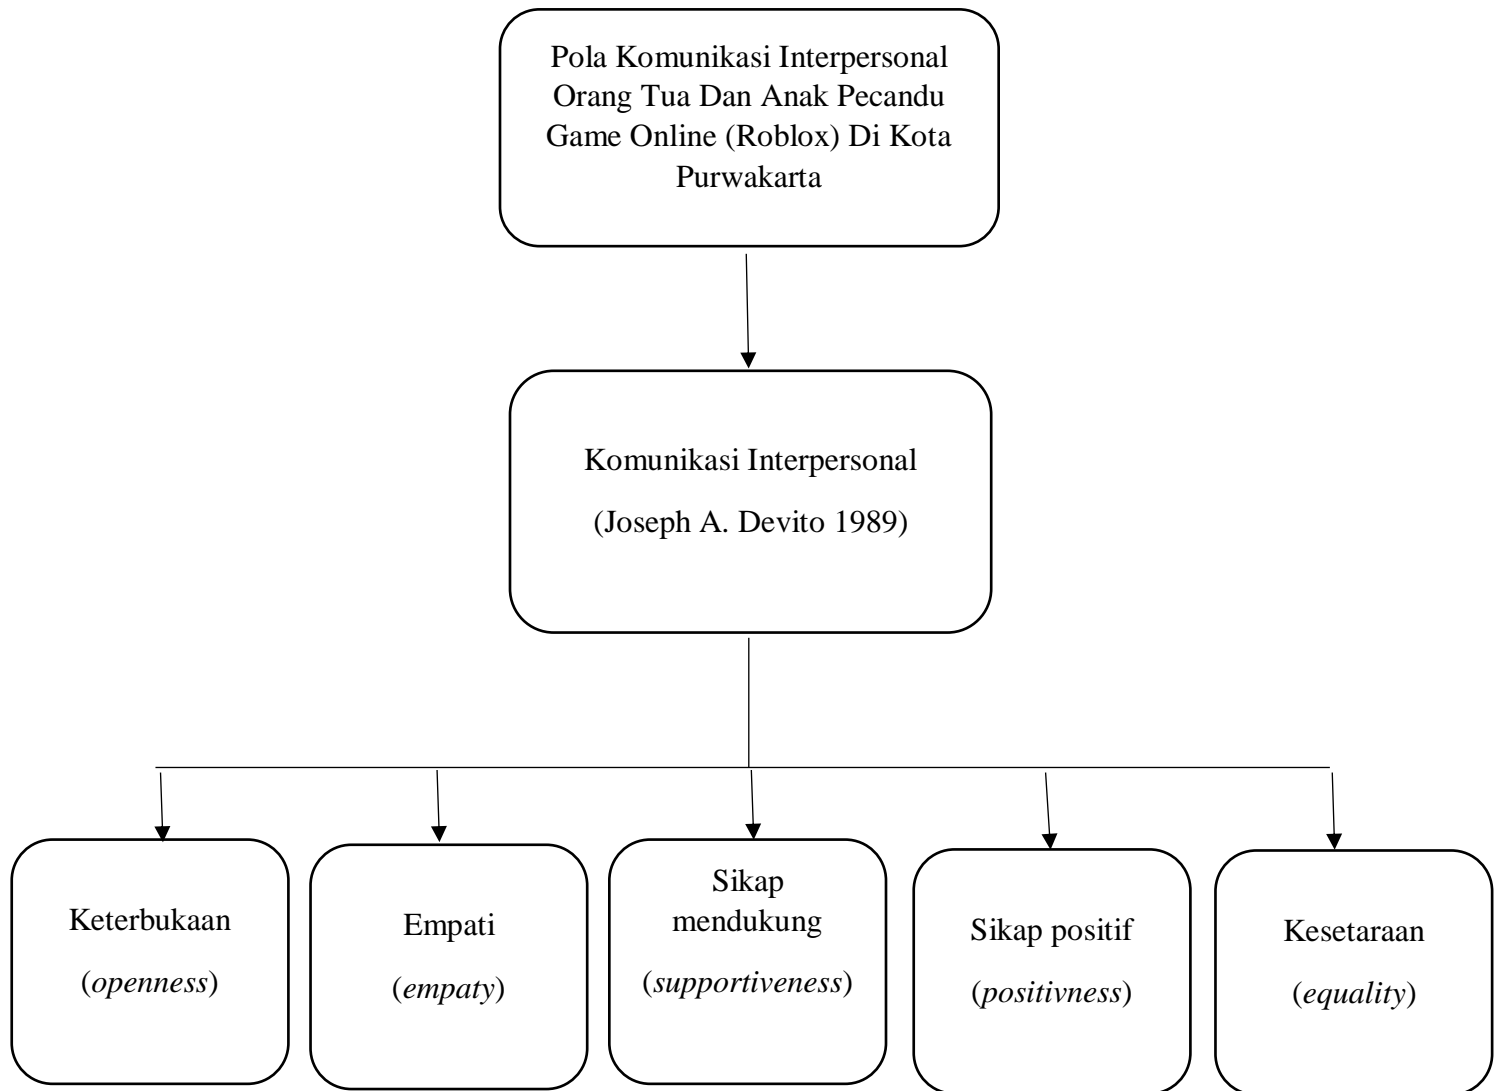 Pola Komunikasi Interpersonal
Orang Tua Dan Anak Pecandu
Game Online (Roblox) Di Kota
Purwakarta
Komunikasi Interpersonal
(Joseph A. Devito 1989)
Keterbukaan
(openness)
Empati
(empaty)
Sikap
mendukung
(supportiveness)
Sikap positif
(positivness)
Kesetaraan
(equality)